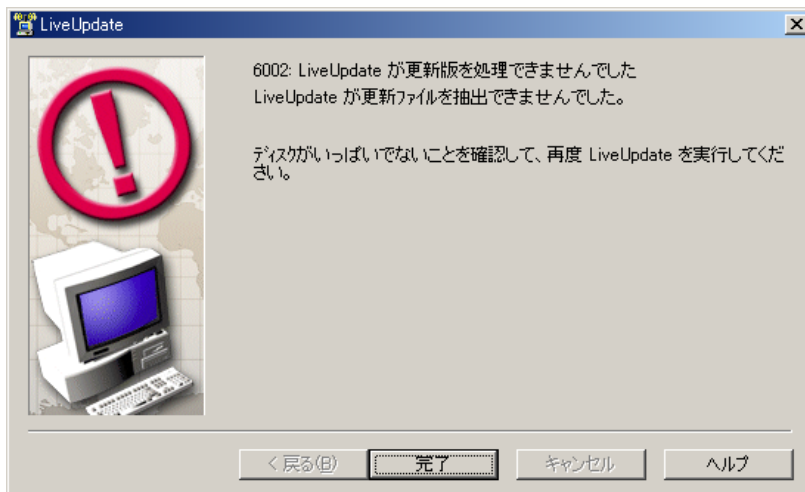 LiveUpdate
6002: LiveUpdate が更新版を処理できませんでした
LiveUpdate が更新ファイルを抽出できませんでした。
ディスクがいっぱいでないことを確認して、再度 LiveUpdate を実行してくだ
さい。
< 戻る(B)
完了
キャンセル
ヘルプ